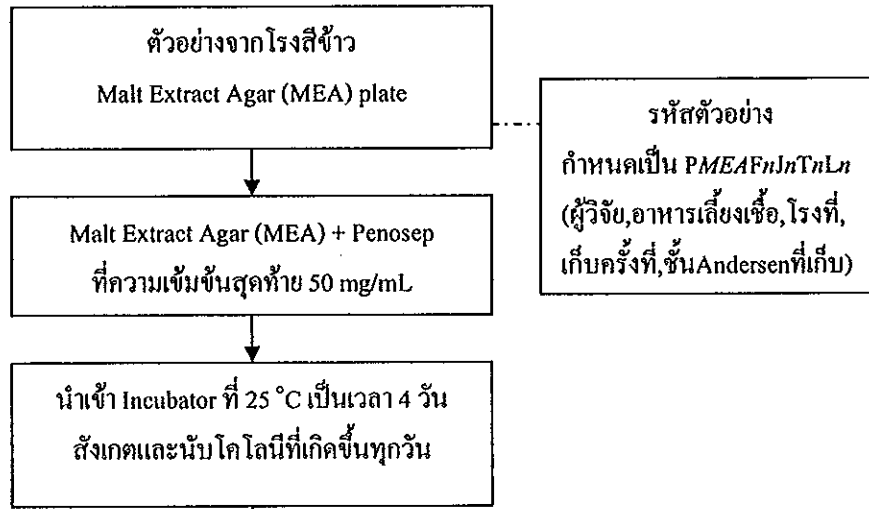 ตัวอย่างจากโรงสีข้าว
Malt Extract Agar (MEA) plate
รหัสตัวอย่าง
กำหนดเป็น PMEAFnJnTnLn
(ผู้วิจัย,อาหารเลี้ยงเชื้อ,โรงที่,
เก็บครั้งที่,ชั้นAndersenที่เก็บ)
Malt Extract Agar (MEA) + Penosep
ที่ความเข้มข้นสุดท้าย 50 mg/mL
นำเข้า Incubator ที่ 25 °C เป็นเวลา 4 วัน
สังเกตและนับโคโลนีที่เกิดขึ้นทุกวัน